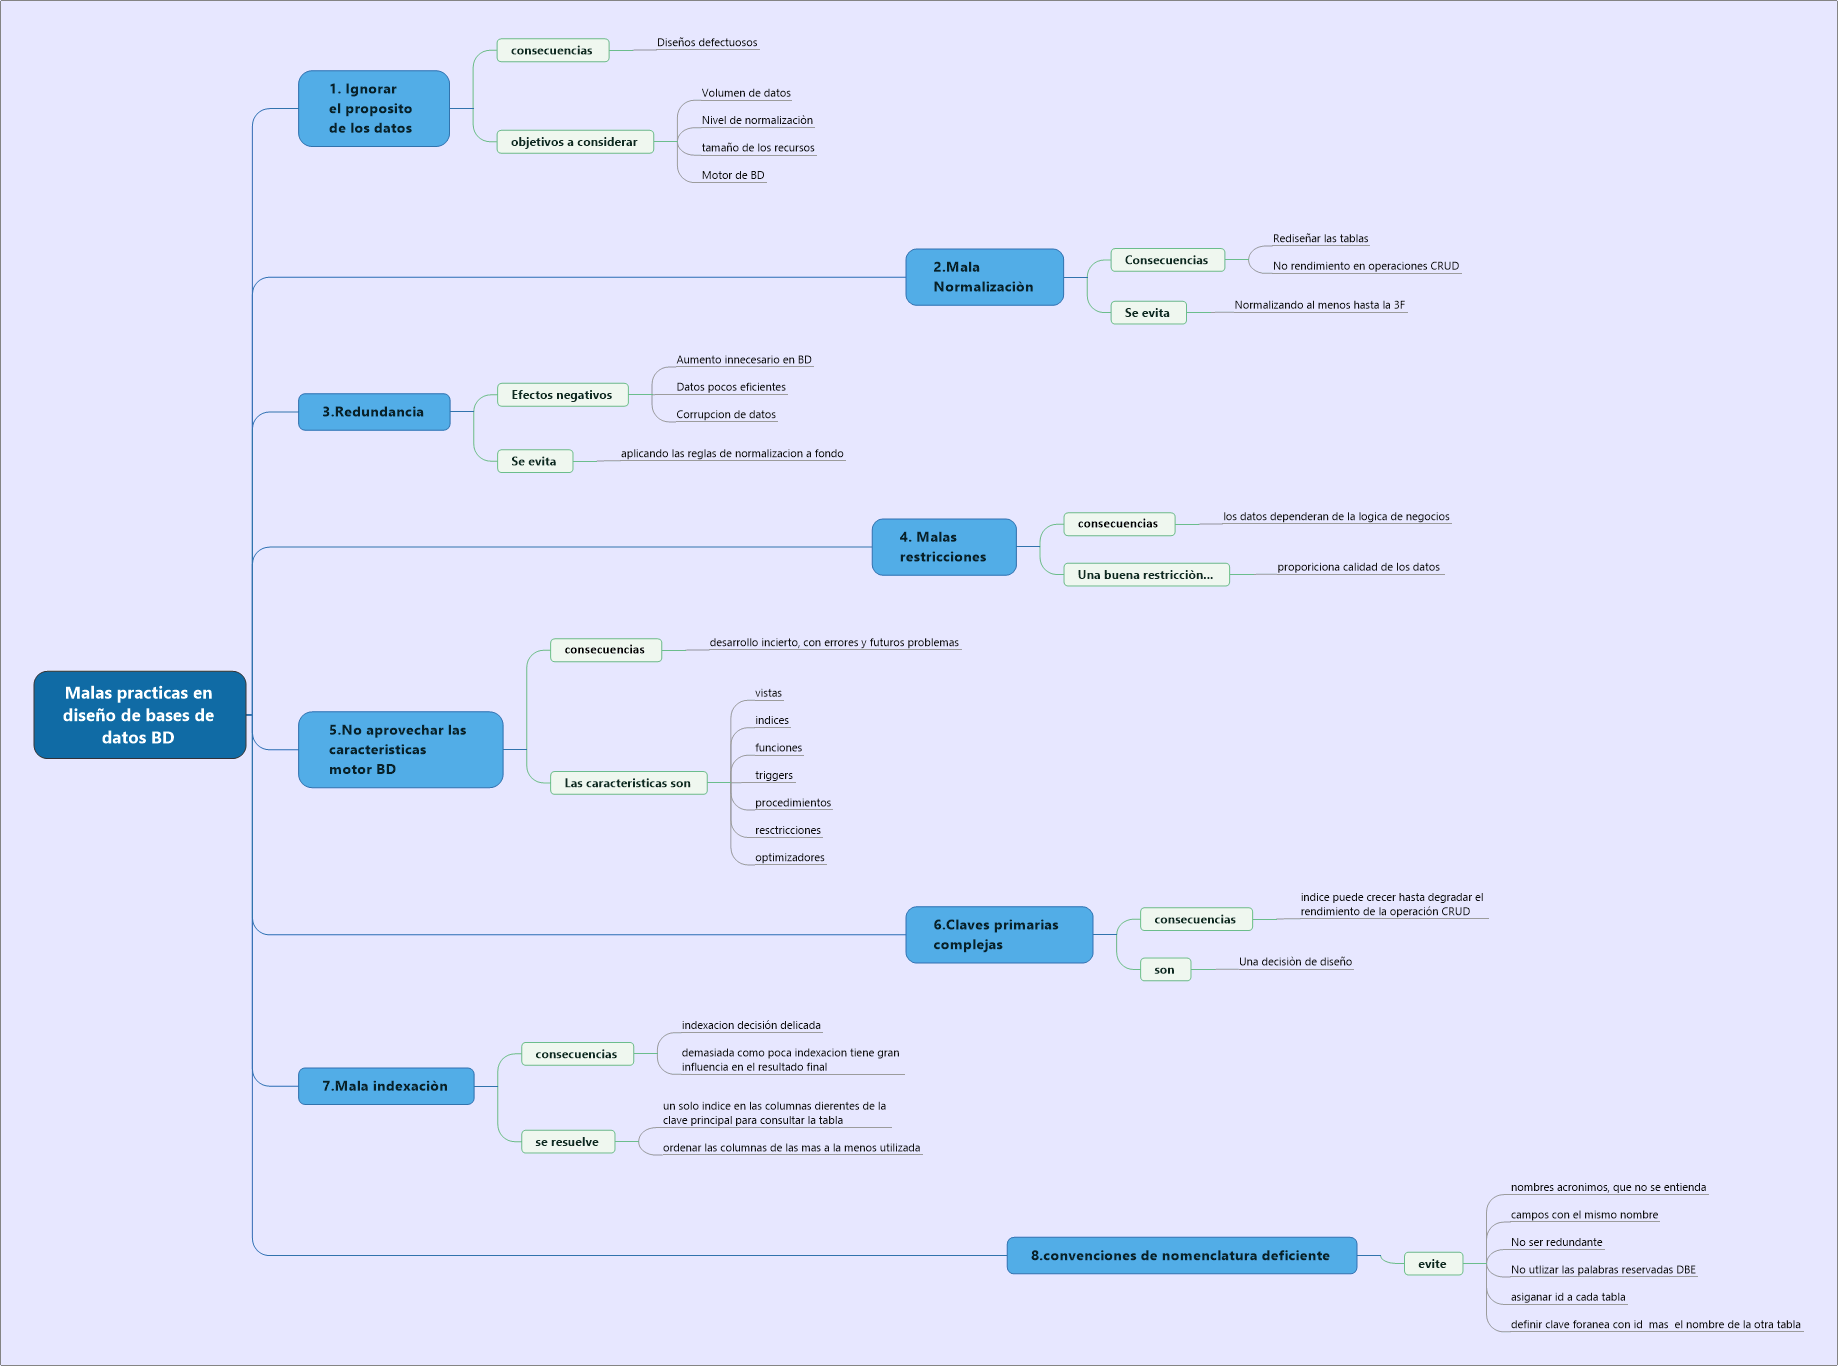 Malas practicas en
diseño de bases de
datos BD
1. Ignorar
el proposito
de los datos
consecuencias
Diseños defectuosos
objetivos a considerar
Volumen de datos
Nivel de normalizaciòn
tamaño de los recursos
Motor de BD
2.Mala
Normalizaciòn
Consecuencias
Rediseñar las tablas
No rendimiento en operaciones CRUD
Se evita
Normalizando al menos hasta la 3F
3.Redundancia
Efectos negativos
Aumento innecesario en BD
Datos pocos eficientes
Corrupcion de datos
Se evita
aplicando las reglas de normalizacion a fondo
4. Malas
restricciones
consecuencias
los datos dependeran de la logica de negocios
Una buena restricciòn...
proporiciona calidad de los datos
5.No aprovechar las
caracteristicas
motor BD
consecuencias
desarrollo incierto, con errores y futuros problemas
Las caracteristicas son
vistas
indices
funciones
triggers
procedimientos
resctricciones
optimizadores
6.Claves primarias
complejas
consecuencias
indice puede crecer hasta degradar el
rendimiento de la operación CRUD
son
Una decisiòn de diseño
7.Mala indexaciòn
consecuencias
indexacion decisión delicada
demasiada como poca indexacion tiene gran
influencia en el resultado final
se resuelve
un solo indice en las columnas dierentes de la
clave principal para consultar la tabla
ordenar las columnas de las mas a la menos utilizada
8.convenciones de nomenclatura deficiente
evite
nombres acronimos, que no se entienda
campos con el mismo nombre
No ser redundante
No utlizar las palabras reservadas DBE
asiganar id a cada tabla
definir clave foranea con id  mas  el nombre de la otra tabla